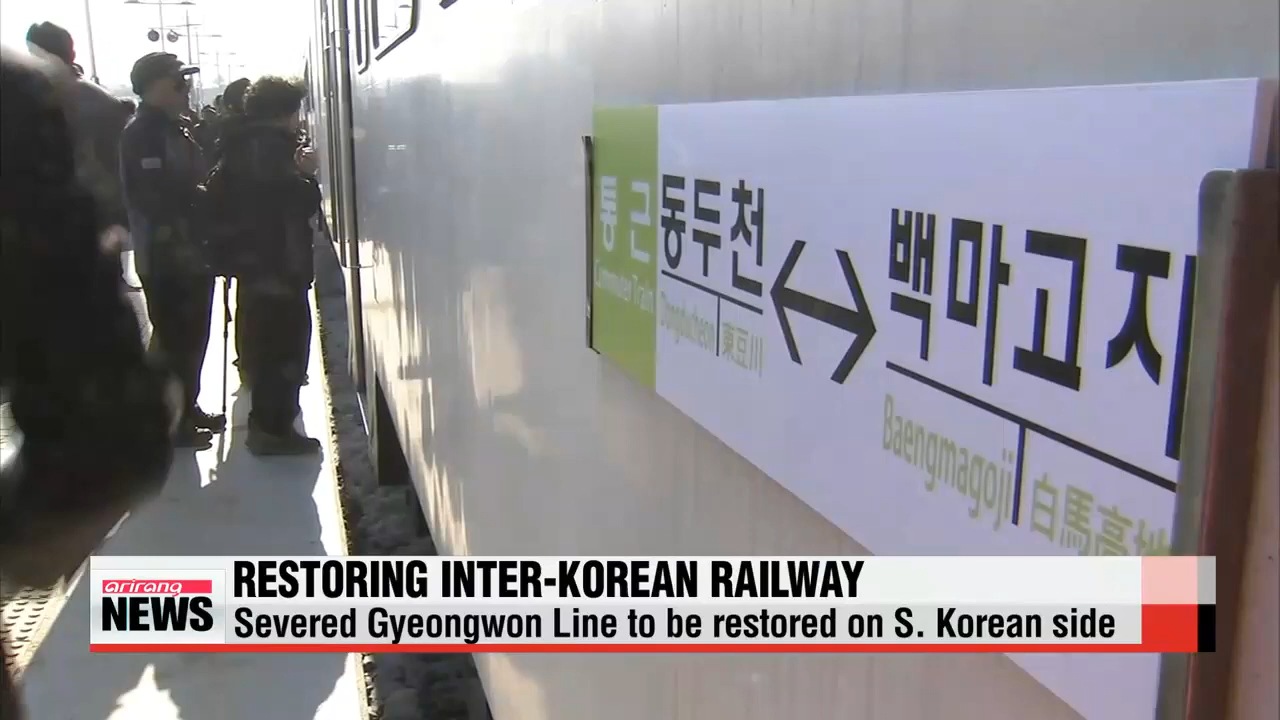 통근
Commuter Train
동두천
Dongducheon
東豆川
백마고지
Baengmagoji
白馬高地
arirang
NEWS
RESTORING INTER-KOREAN RAILWAY
Severed Gyeongwon Line to be restored on S. Korean side